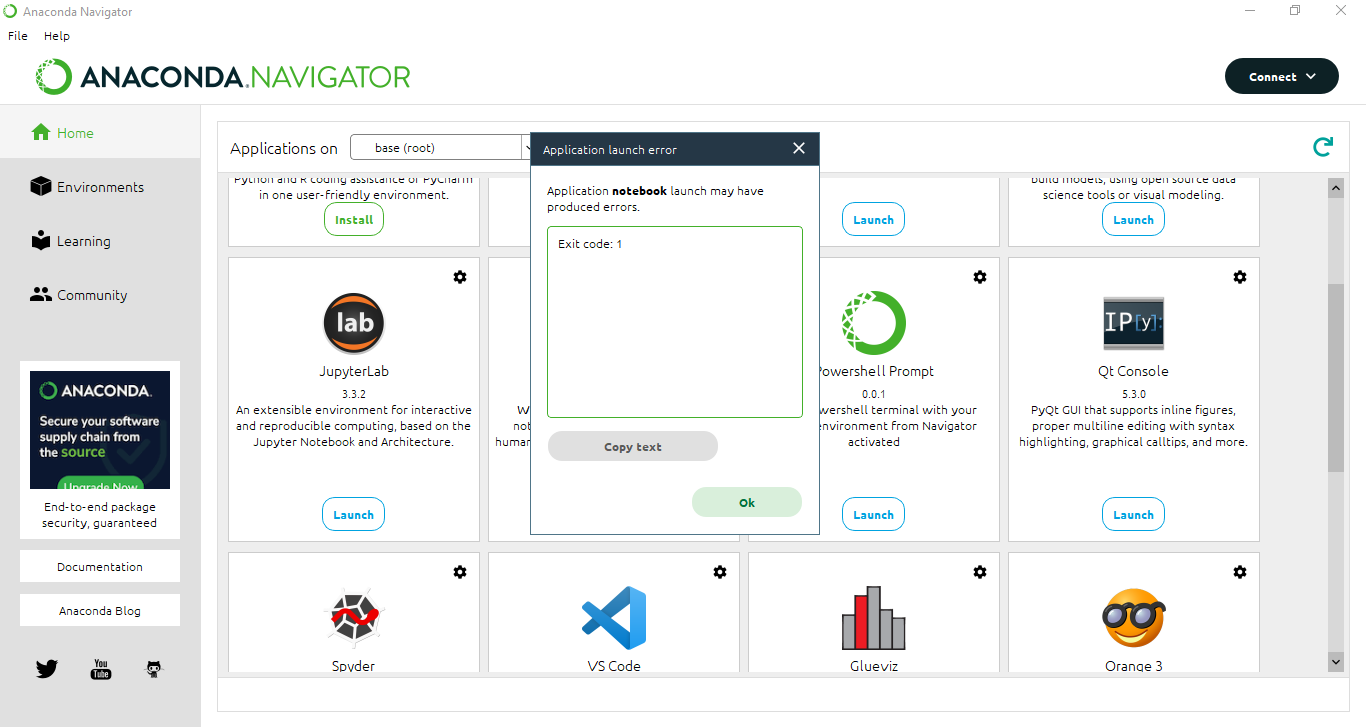 Anaconda Navigator
File Help
ANACONDA.NAVIGATOR
Connect
Home
Environments
Learning
Community
ANACONDA.
Secure your software
supply chain from
the source
Upgrade Now
End-to-end package
security, guaranteed
Documentation
Anaconda Blog
You
Tube
Applications on
base (root)
Python and R coding assistance of PyCharm
in one user-friendly environment.
Install
Launch
build models, using open source data
science tools or visual modeling.
Launch
Application launch error
Application notebook launch may have
produced errors.
Exit code: 1
Copy text
Ok
lab
JupyterLab
3.3.2
An extensible environment for interactive
and reproducible computing, based on the
Jupyter Notebook and Architecture.
Launch
W
not
human
Powershell Prompt
0.0.1
wershell terminal with your
environment from Navigator
activated
Launch
IP[y]:
Qt Console
5.3.0
PyQt GUI that supports inline figures,
proper multiline editing with syntax
highlighting, graphical calltips, and more.
Launch
Spyder
VS Code
Glueviz
Orange 3